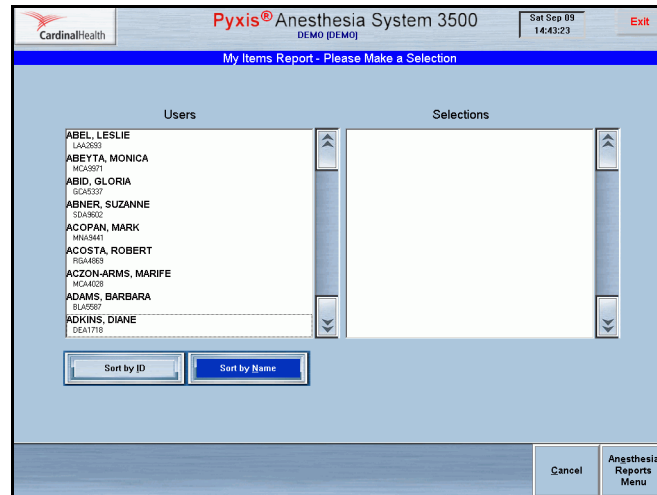 CardinalHealth
Pyxis® Anesthesia System 3500
DEMO (DEMO)
Sat Sep 09
14:43:23
Exit
My Items Report - Please Make a Selection
Users
Selections
ABEL, LESLIE
LAA2693
ABEYTA, MONICA
MCA9971
ABID, GLORIA
GCA5337
ABNER, SUZANNE
SDA9602
ACOPAN, MARK
MNA9441
ACOSTA, ROBERT
RGA4869
ACZON-ARMS, MARIFE
MCA4028
ADAMS, BARBARA
BLA5587
ADKINS, DIANE
DEA1718
Sort by ID
Sort by Name
Cancel
Anesthesia
Reports
Menu